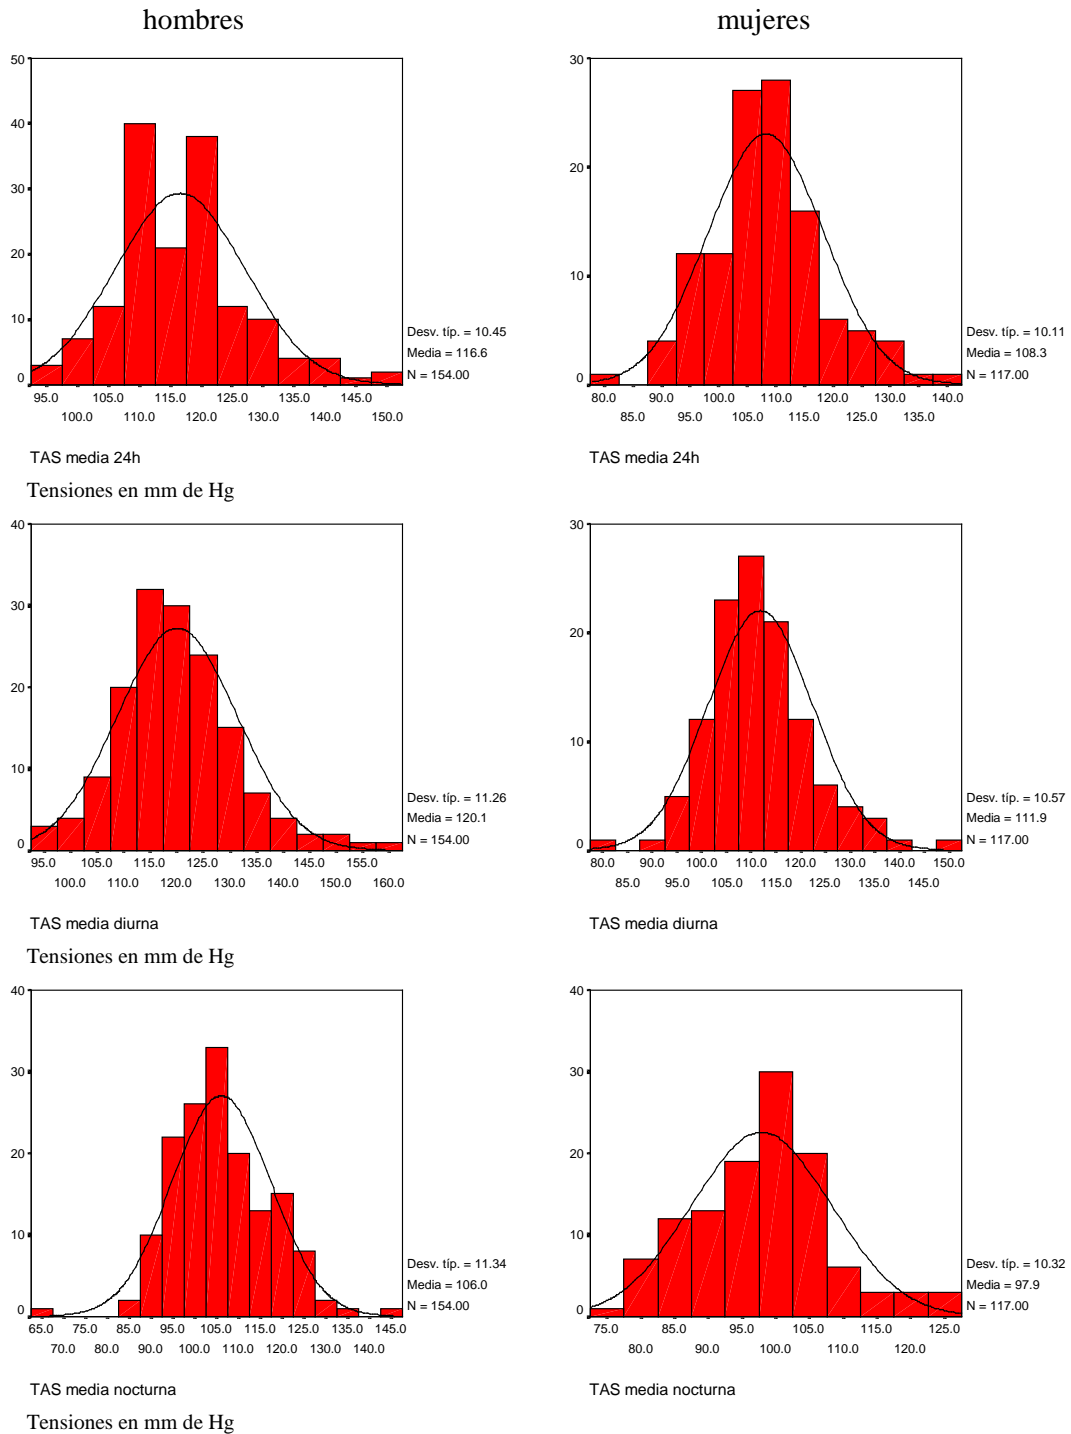 hombres
mujeres
50
40
30
20
10
0
95.0 105.0 115.0 125.0 135.0 145.0
100.0 110.0 120.0 130.0 140.0 150.0
Desv. típ. = 10.45
Media = 116.6
N = 154.00
TAS media 24h
Tensiones en mm de Hg
30
20
10
0
80.0 90.0 100.0 110.0 120.0 130.0 140.0
85.0 95.0 105.0 115.0 125.0 135.0
Desv. típ. = 10.11
Media = 108.3
N = 117.00
TAS media 24h
40
30
20
10
0
95.0 105.0 115.0 125.0 135.0 145.0 155.0
100.0 110.0 120.0 130.0 140.0 150.0 160.0
Desv. típ. = 11.26
Media = 120.1
N = 154.00
TAS media diurna
Tensiones en mm de Hg
30
20
10
0
80.0 90.0 100.0 110.0 120.0 130.0 140.0 150.0
85.0 95.0 105.0 115.0 125.0 135.0 145.0
Desv. típ. = 10.57
Media = 111.9
N = 117.00
TAS media diurna
40
30
20
10
0
65.0 75.0 85.0 95.0 105.0 115.0 125.0 135.0 145.0
70.0 80.0 90.0 100.0 110.0 120.0 130.0 140.0
Desv. típ. = 11.34
Media = 106.0
N = 154.00
TAS media nocturna
Tensiones en mm de Hg
40
30
20
10
0
75.0 85.0 95.0 105.0 115.0 125.0
80.0 90.0 100.0 110.0 120.0
Desv. típ. = 10.32
Media = 97.9
N = 117.00
TAS media nocturna